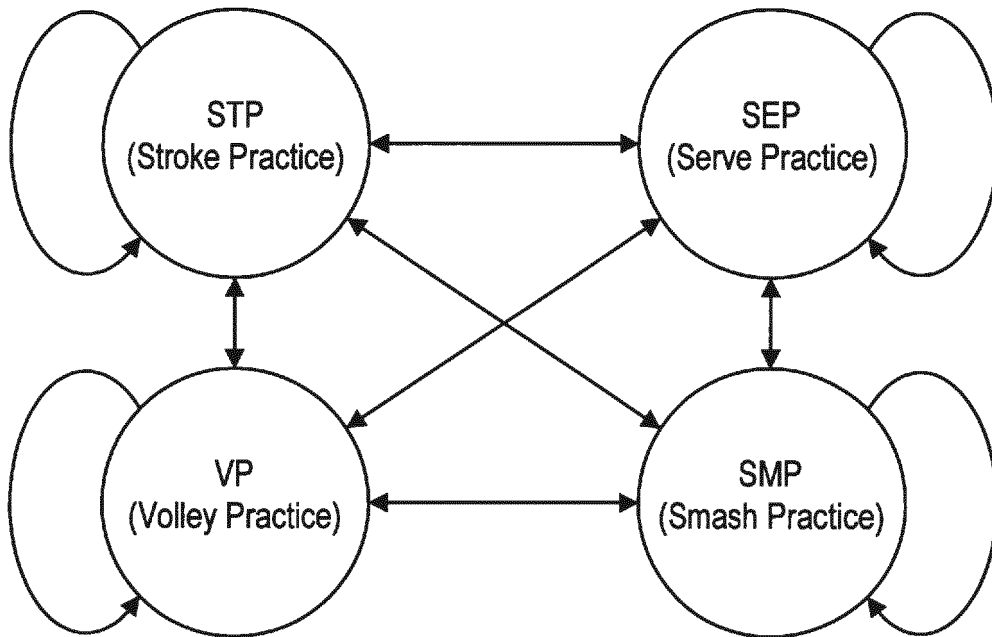 STP
(Stroke Practice)
SEP
(Serve Practice)
VP
(Volley Practice)
SMP
(Smash Practice)